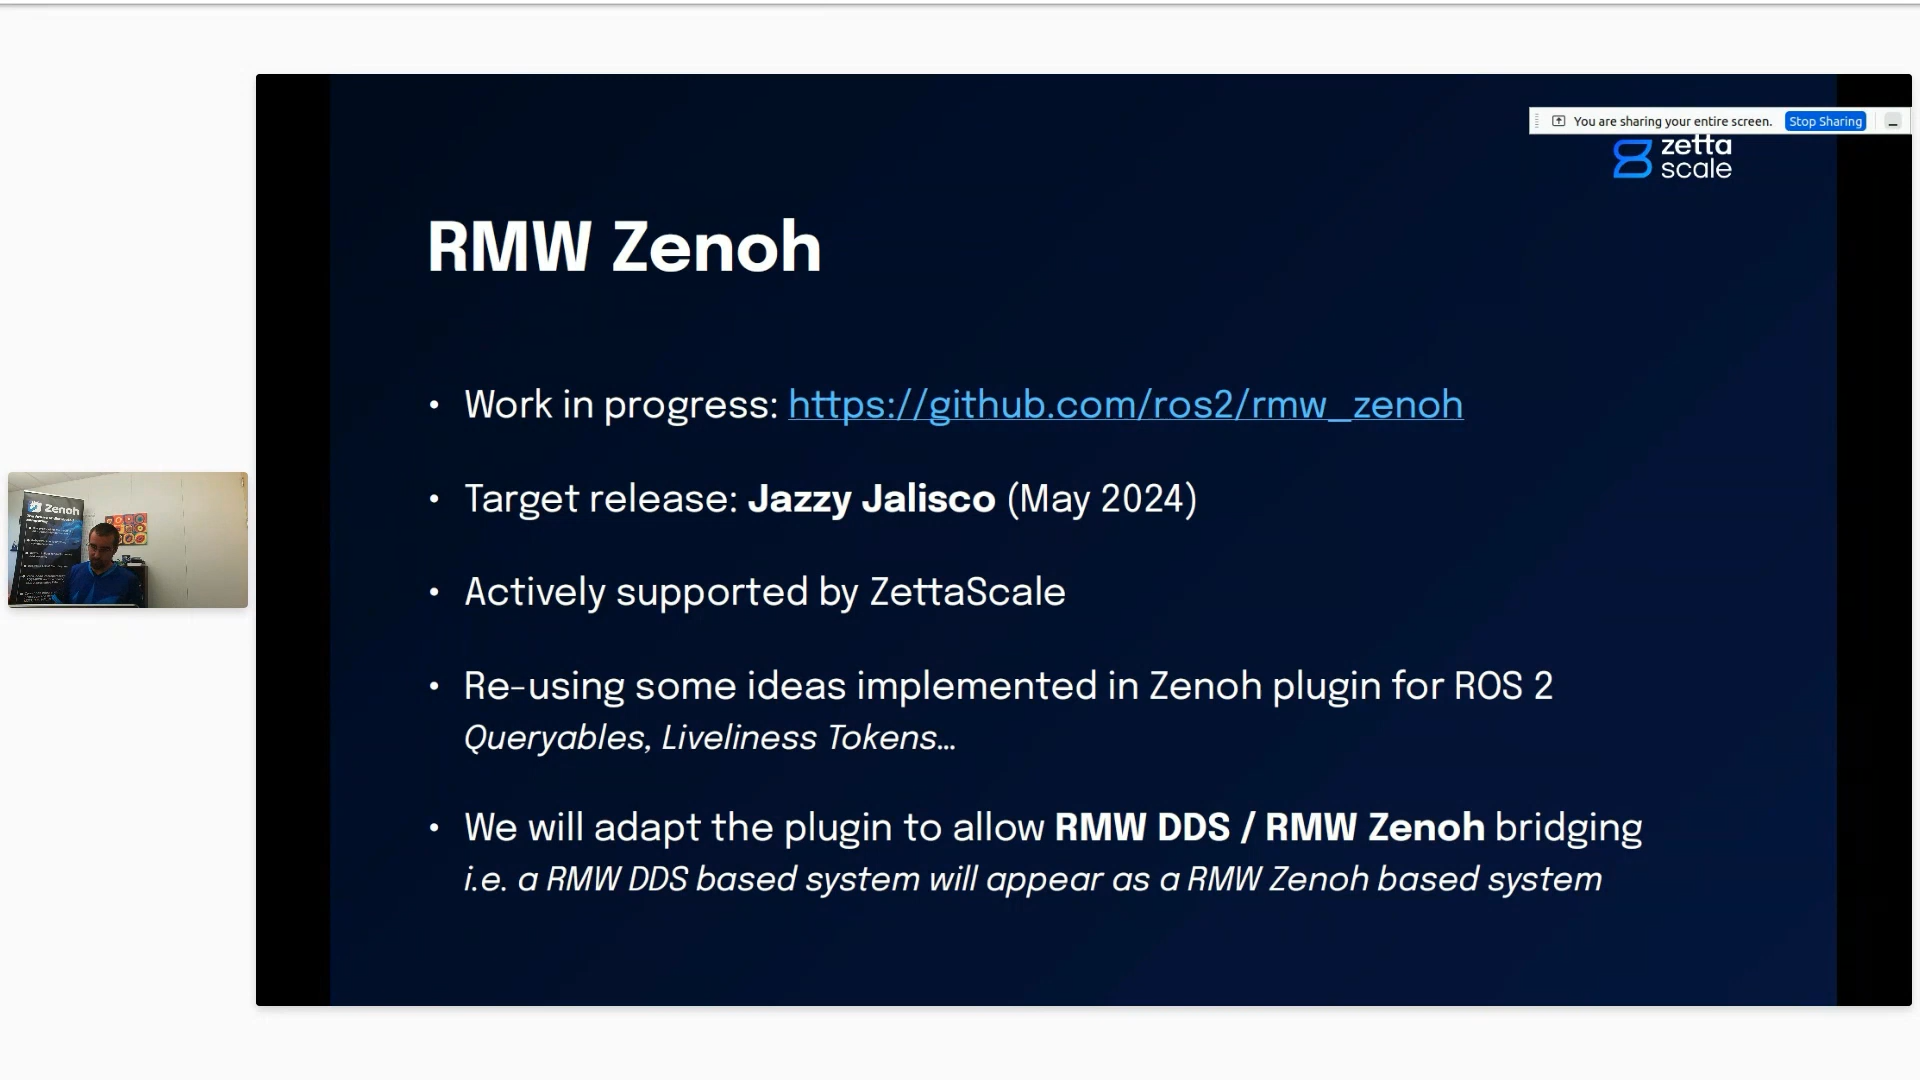 You are sharing your entire screen. Stop Sharing
zetta
scale
RMW Zenoh
• Work in progress: https://github.com/ros2/rmw_zenoh
• Target release: Jazzy Jalisco (May 2024)
• Actively supported by ZettaScale
• Re-using some ideas implemented in Zenoh plugin for ROS 2
Queryables, Liveliness Tokens…
• We will adapt the plugin to allow RMW DDS / RMW Zenoh bridging
i.e. a RMW DDS based system will appear as a RMW Zenoh based system
Zenoh